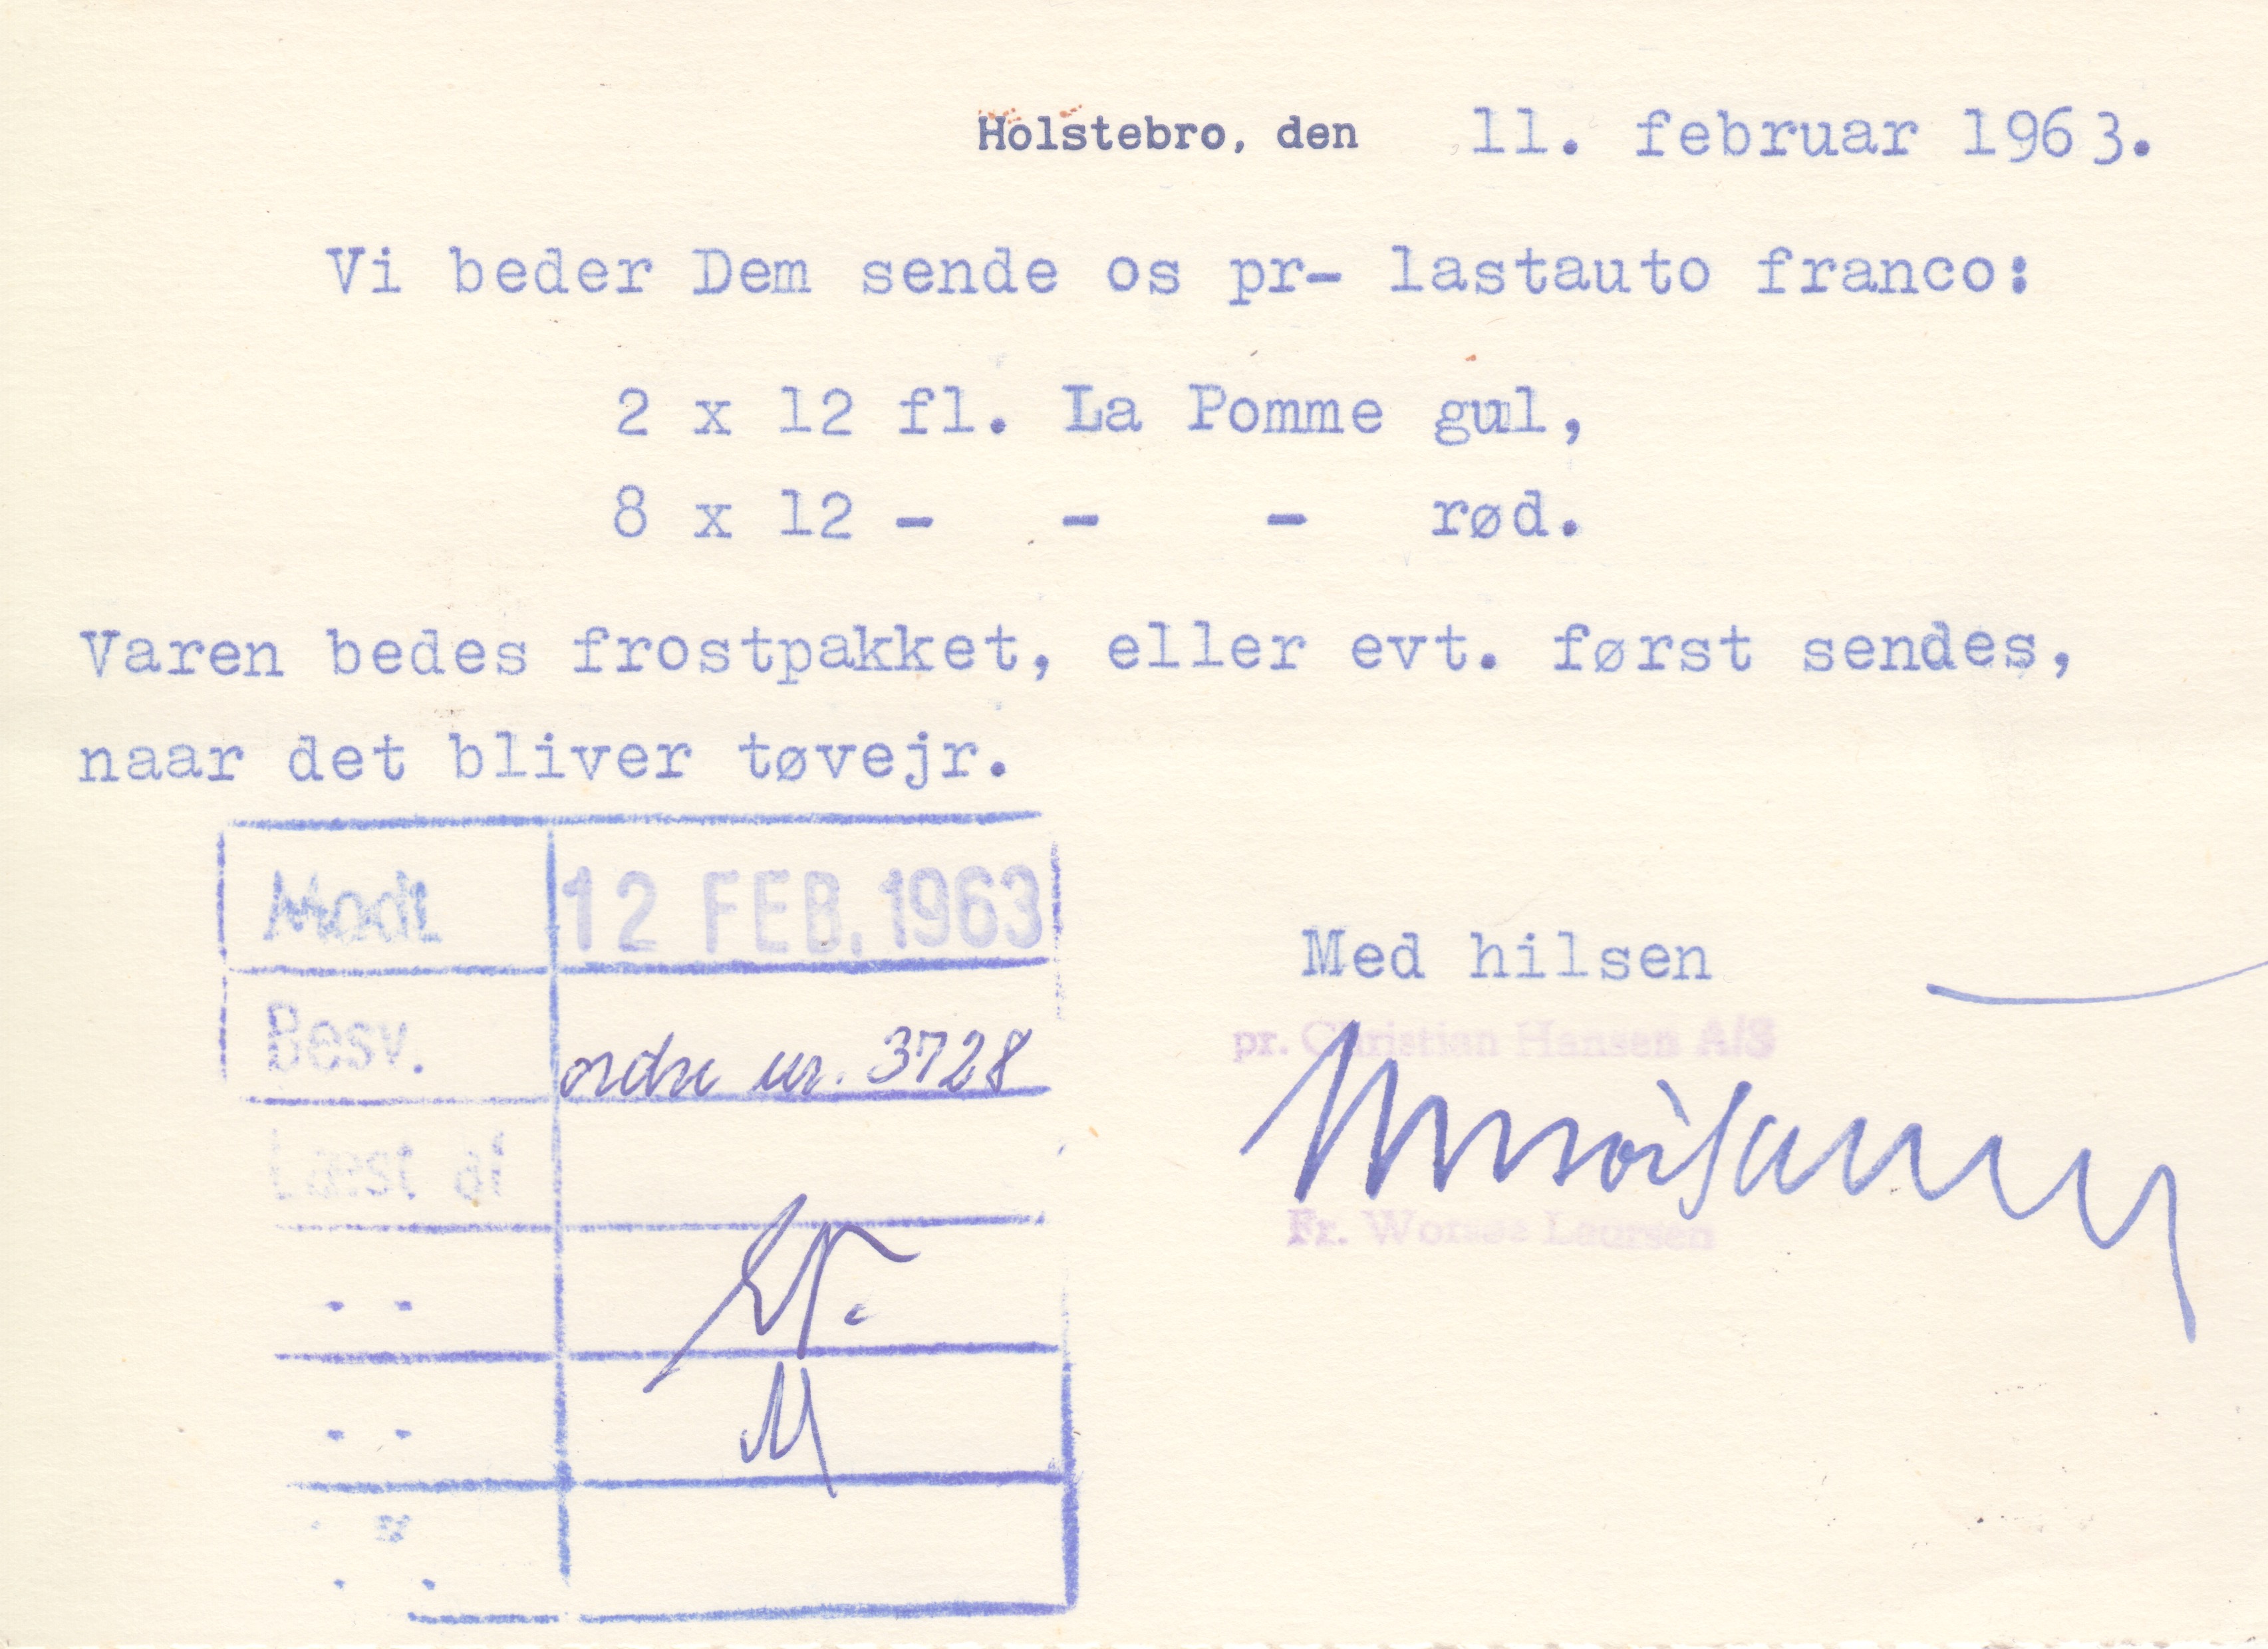 Holstebro, den 11. februar 1963.
Vi beder Dem sende os pr- lastauto franco:
2 x 12 fl. La Pomme gul,
8 x 12 - - - rød.
Varen bedes frostpakket, eller evt. først sendes,
naar det bliver tøvejr.
Modt. 12 FEB. 1963
Besv. ordre nr. 3728
Læst af
- -
- -
Med hilsen
pr. Christian Hansen A/S
Fr. Worsøe Laursen